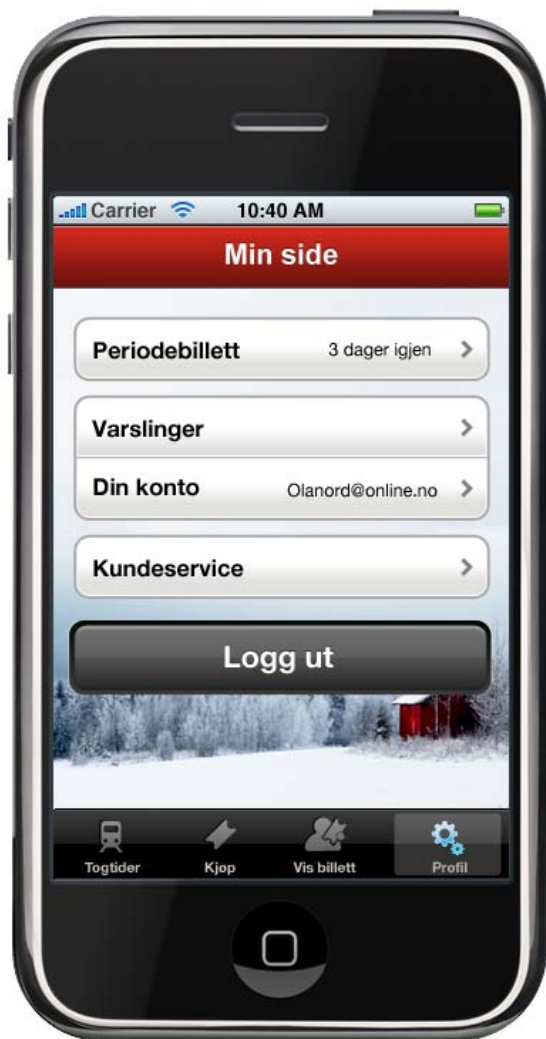 Carrier 10:40 AM
Min side
Periodebillett 3 dager igjen
Varslinger
Din konto Olanord@online.no
Kundeservice
Logg ut
Togtider Kjøp Vis billett Profil